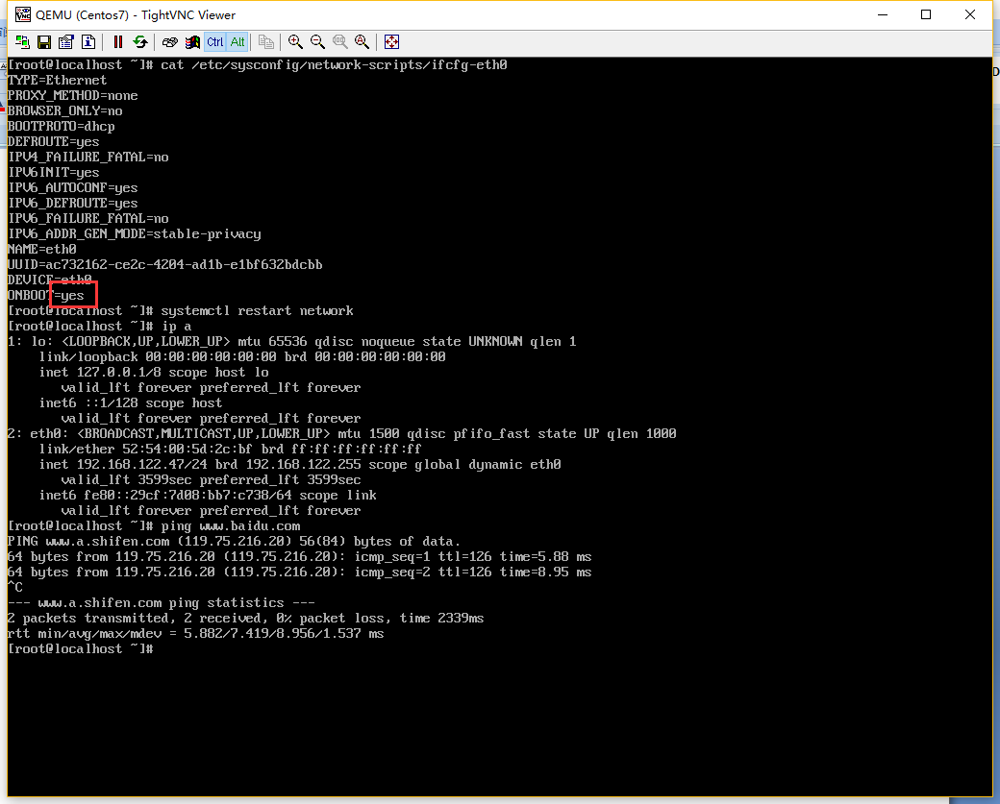 QEMU (Centos7) - TightVNC Viewer
Ctrl Alt
[root@localhost ~]# cat /etc/sysconfig/network-scripts/ifcfg-eth0
TYPE=Ethernet
PROXY_METHOD=none
BROWSER_ONLY=no
BOOTPROTO=dhcp
DEFROUTE=yes
IPV4_FAILURE_FATAL=no
IPV6INIT=yes
IPV6_AUTOCONF=yes
IPV6_DEFROUTE=yes
IPV6_FAILURE_FATAL=no
IPV6_ADDR_GEN_MODE=stable-privacy
NAME=eth0
UUID=ac732162-ce2c-4204-ad1b-e1bf632bdcbb
DEVICE=eth0
ONBOOT=yes
[root@localhost ~]# systemctl restart network
[root@localhost ~]# ip a
1: lo: <LOOPBACK,UP,LOWER_UP> mtu 65536 qdisc noqueue state UNKNOWN qlen 1
    link/loopback 00:00:00:00:00:00 brd 00:00:00:00:00:00
    inet 127.0.0.1/8 scope host lo
       valid_lft forever preferred_lft forever
    inet6 ::1/128 scope host
       valid_lft forever preferred_lft forever
2: eth0: <BROADCAST,MULTICAST,UP,LOWER_UP> mtu 1500 qdisc pfifo_fast state UP qlen 1000
    link/ether 52:54:00:5d:2c:bf brd ff:ff:ff:ff:ff:ff
    inet 192.168.122.47/24 brd 192.168.122.255 scope global dynamic eth0
       valid_lft 3599sec preferred_lft 3599sec
    inet6 fe80::29cf:7d08:bb7:c738/64 scope link
       valid_lft forever preferred_lft forever
[root@localhost ~]# ping www.baidu.com
PING www.a.shifen.com (119.75.216.20) 56(84) bytes of data.
64 bytes from 119.75.216.20 (119.75.216.20): icmp_seq=1 ttl=126 time=5.88 ms
64 bytes from 119.75.216.20 (119.75.216.20): icmp_seq=2 ttl=126 time=8.95 ms
^C
--- www.a.shifen.com ping statistics ---
2 packets transmitted, 2 received, 0% packet loss, time 2339ms
rtt min/avg/max/mdev = 5.882/7.419/8.956/1.537 ms
[root@localhost ~]#